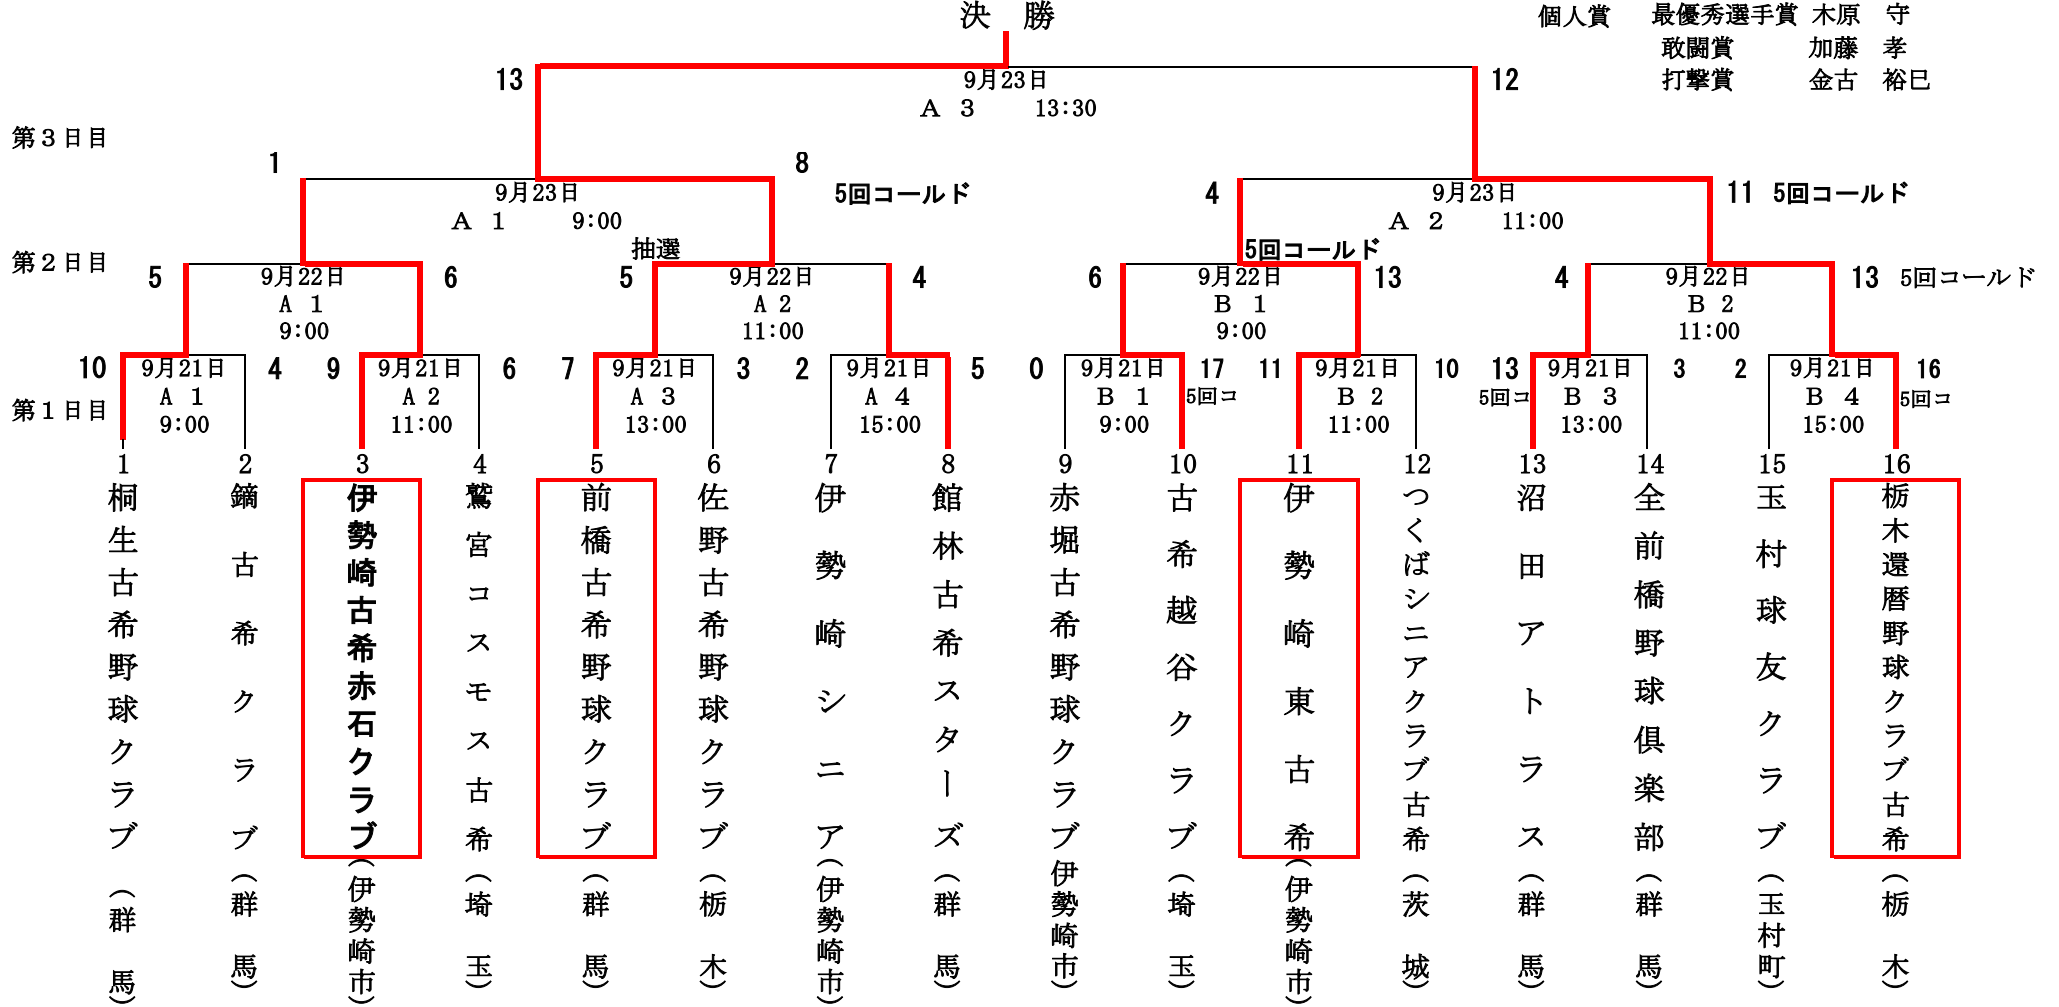 決 勝
個人賞 最優秀選手賞 木原 守
敢闘賞 加藤 孝
打撃賞 金古 裕巳
13 9月23日 12
A 3 13:30
第3日目
1 8
9月23日 5回コールド
A 1 9:00
4 9月23日 11 5回コールド
A 2 11:00
抽選
5回コールド
第2日目
5 9月22日 6
A 1
9:00
5 9月22日 4
A 2
11:00
6 9月22日 13
B 1
9:00
4 9月22日 13 5回コールド
B 2
11:00
第1日目
10 9月21日 4
A 1
9:00
9 9月21日 6
A 2
11:00
7 9月21日 3
A 3
13:00
2 9月21日 5
A 4
15:00
0 9月21日 17
B 1 5回コ
9:00
11 9月21日 10
B 2
11:00
13 9月21日 3
5回コ B 3
13:00
2 9月21日 16
B 4 5回コ
15:00
1
桐生古希野球クラブ(群馬)
2
鏑古希クラブ(群馬)
3
伊勢崎古希赤石クラブ(伊勢崎市)
4
鷲宮コスモス古希(埼玉)
5
前橋古希野球クラブ(群馬)
6
佐野古希野球クラブ(栃木)
7
伊勢崎シニア(伊勢崎市)
8
館林古希スターズ(群馬)
9
赤堀古希野球クラブ伊勢崎市)
10
古希越谷クラブ(埼玉)
11
伊勢崎東古希(伊勢崎市)
12
つくばシニアクラブ古希(茨城)
13
沼田アトラス(群馬)
14
全前橋野球倶楽部(群馬)
15
玉村球友クラブ(玉村町)
16
栃木還暦野球クラブ古希(栃木)